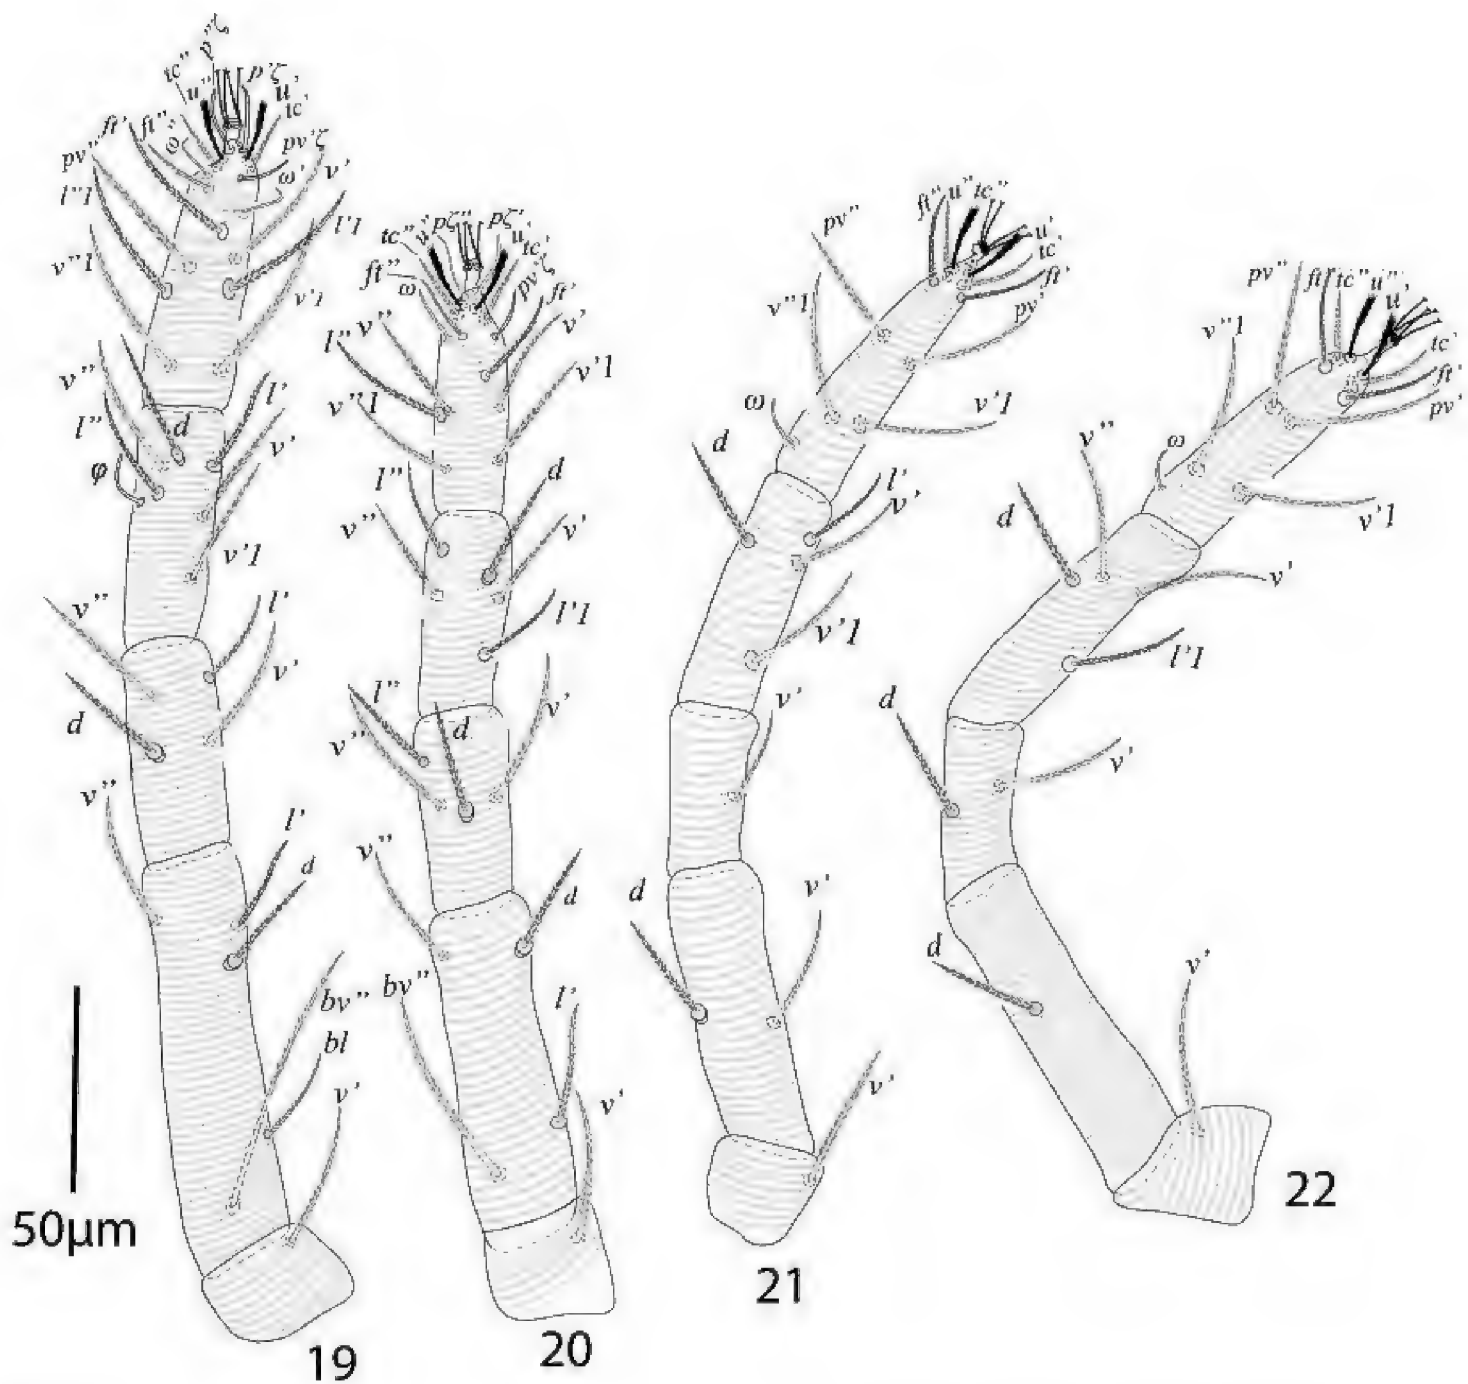 tc” p”ζ
u” p’ζ u’
ft’ ft” tc’
pv” ω” pv’ζ
l”1 ω’ v’
v”1 l’1
v’1
v” d l’
l” v’
φ
v’1
v” l’
v’
d
v” l’
d
bv”
bl
v’
50µm
19
tc” u” pζ” pζ’ u’ tc’
ft” pv’ζ
ω ft’
l” v” v’
v”1 v’1
l” d
v” v’
l’1
l” d v’
v”
v” d
bv” l’
v’
20
ft” u” tc”
pv” u’
tc’
v”1 ft’
pv’
ω v’1
d l’
v’
v’1
v’
d v’
v’
21
pv” ft” tc” u” u’
v”1 tc’
ft’
pv’
v” ω
d v’1
v’
l’1
d v’
d v’
22